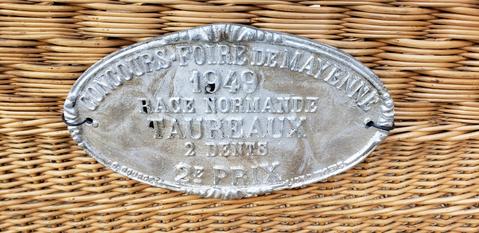 CONCOURS-FOIRE DE MAYENNE
1949
RACE NORMANDE
TAUREAUX
2 DENTS
2E PRIX